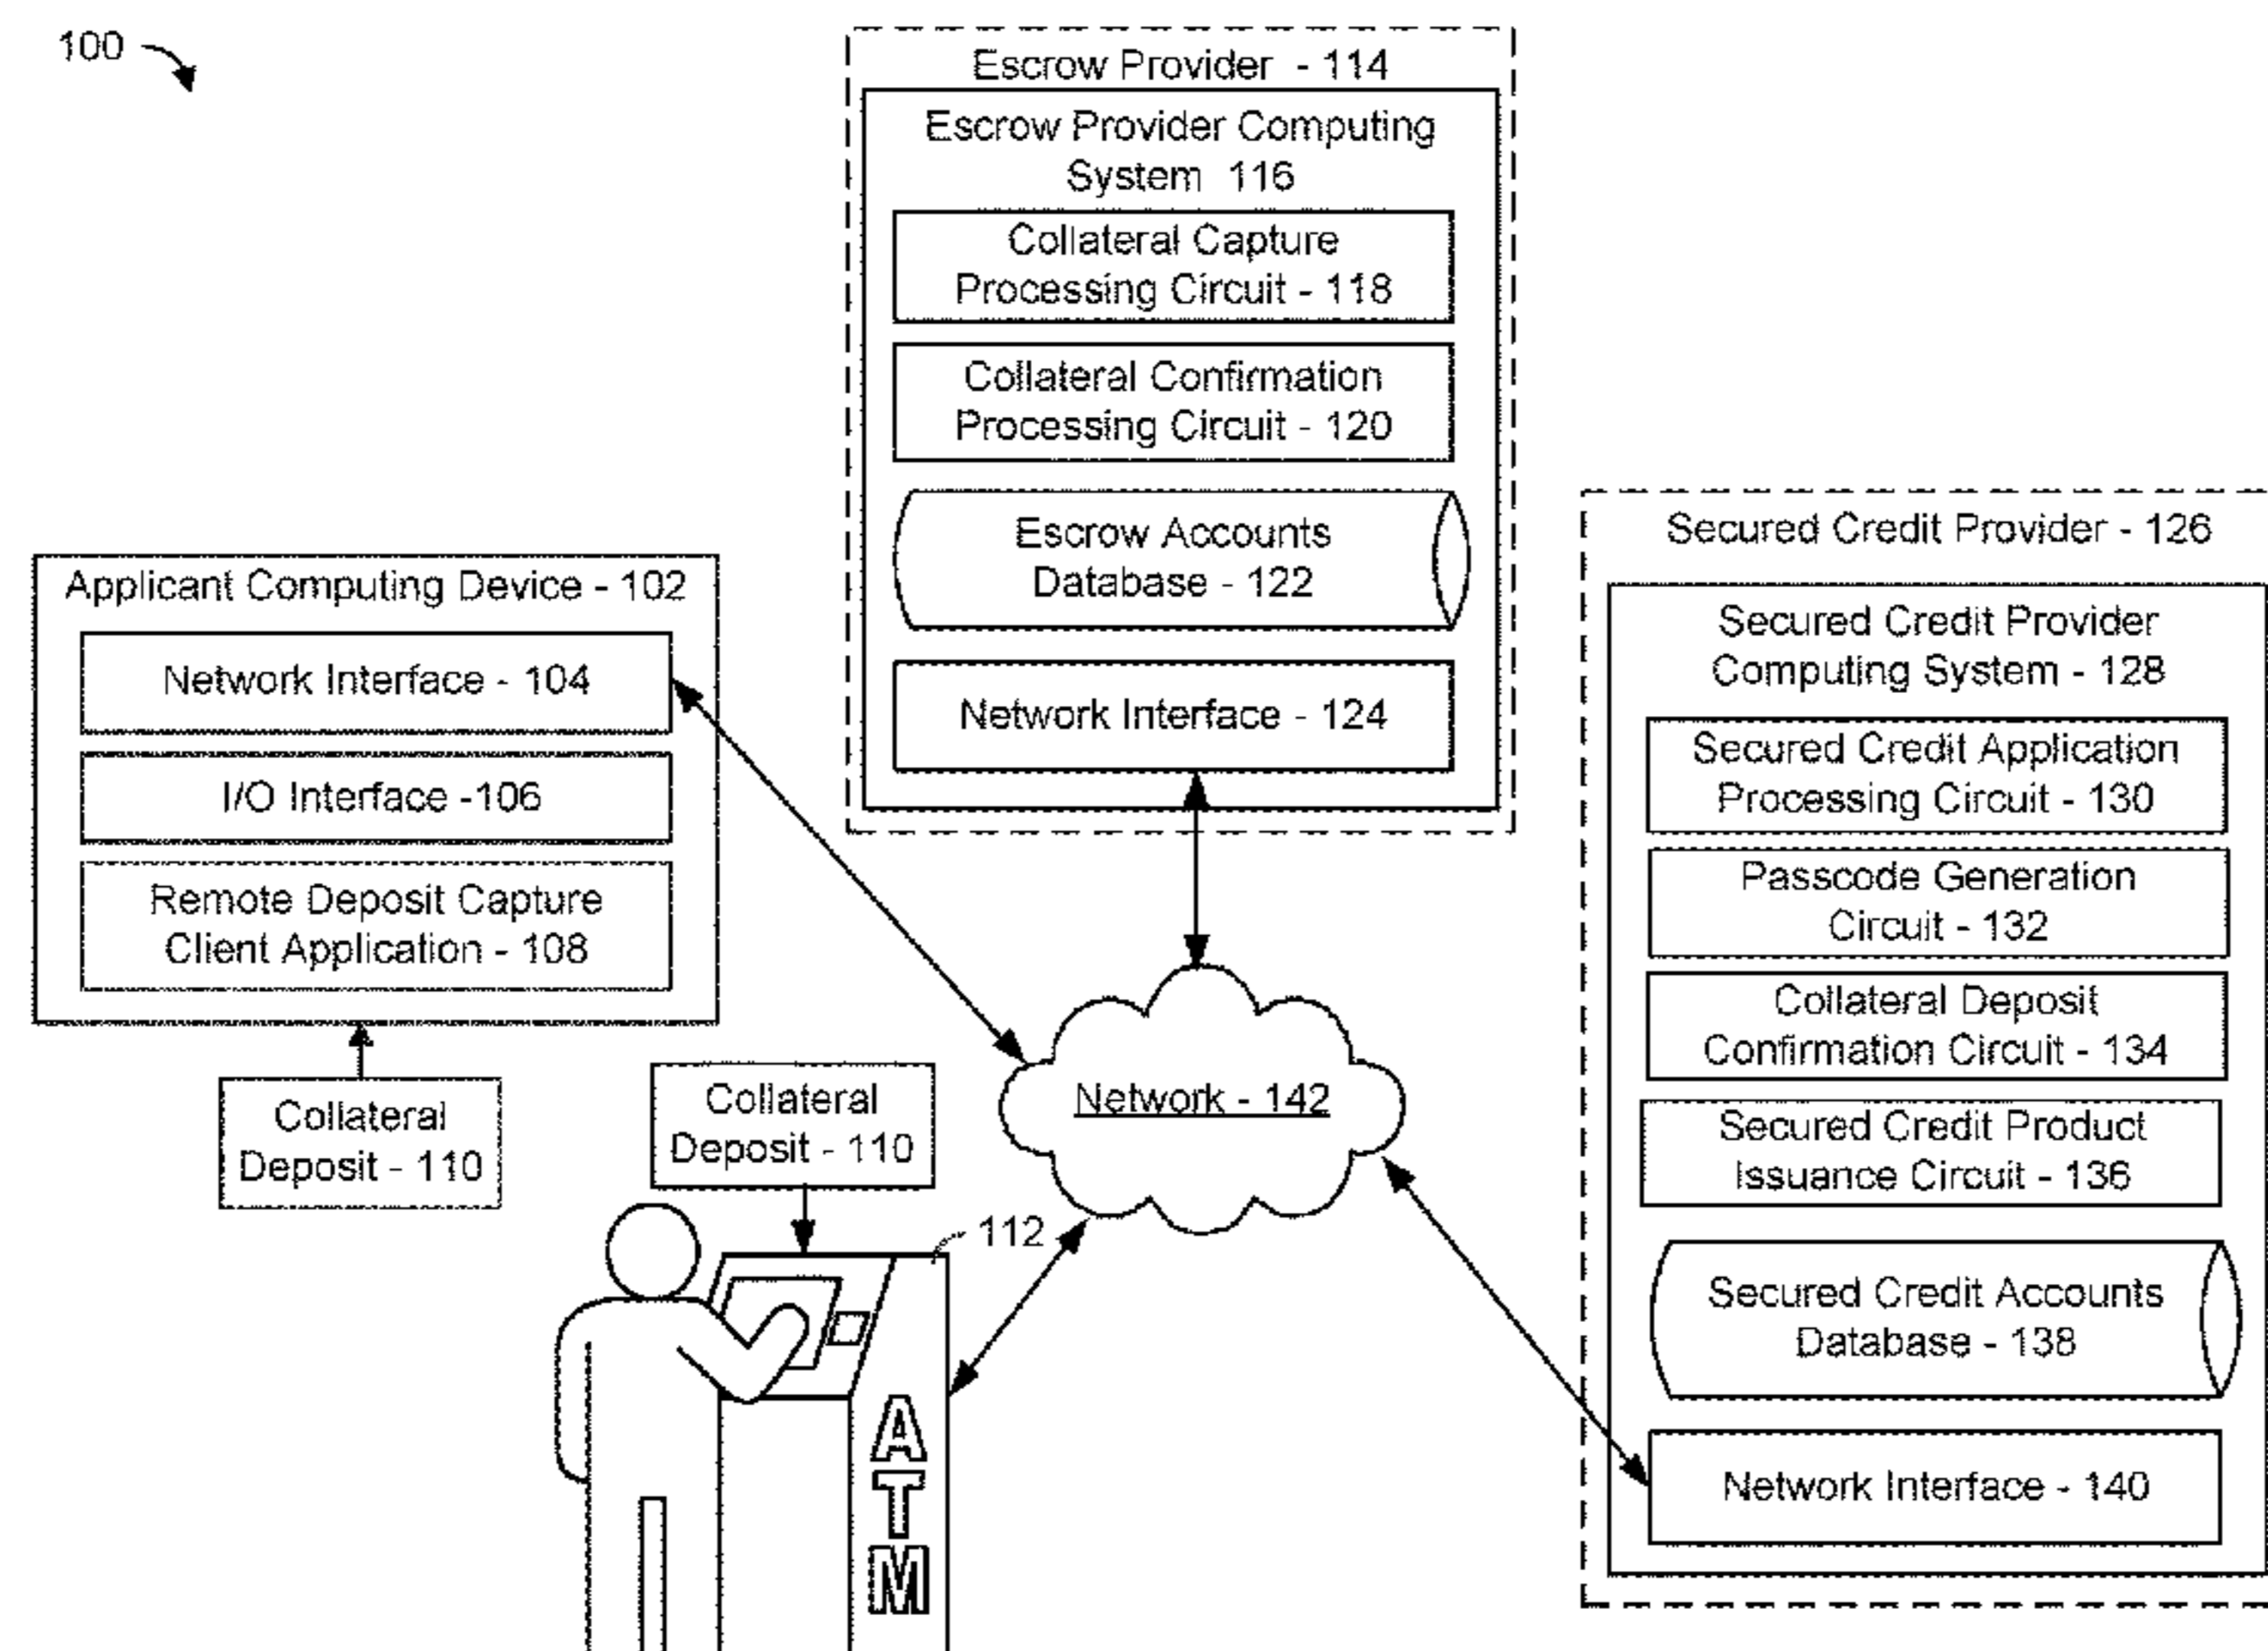 100
Escrow Provider - 114
Escrow Provider Computing
System 116
Collateral Capture
Processing Circuit - 118
Collateral Confirmation
Processing Circuit - 120
Escrow Accounts
Database - 122
Network Interface - 124
Applicant Computing Device - 102
Network Interface - 104
I/O Interface -106
Remote Deposit Capture
Client Application - 108
Collateral
Deposit - 110
Collateral
Deposit - 110
112
ATM
Network - 142
Secured Credit Provider - 126
Secured Credit Provider
Computing System - 128
Secured Credit Application
Processing Circuit - 130
Passcode Generation
Circuit - 132
Collateral Deposit
Confirmation Circuit - 134
Secured Credit Product
Issuance Circuit - 136
Secured Credit Accounts
Database - 138
Network Interface - 140